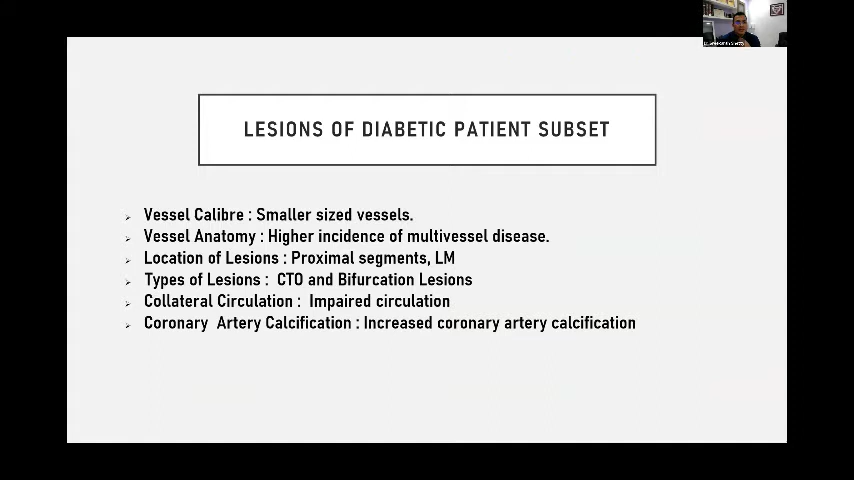 LESIONS OF DIABETIC PATIENT SUBSET
Vessel Calibre : Smaller sized vessels.
Vessel Anatomy : Higher incidence of multivessel disease.
Location of Lesions : Proximal segments, LM
Types of Lesions : CTO and Bifurcation Lesions
Collateral Circulation : Impaired circulation
Coronary Artery Calcification : Increased coronary artery calcification